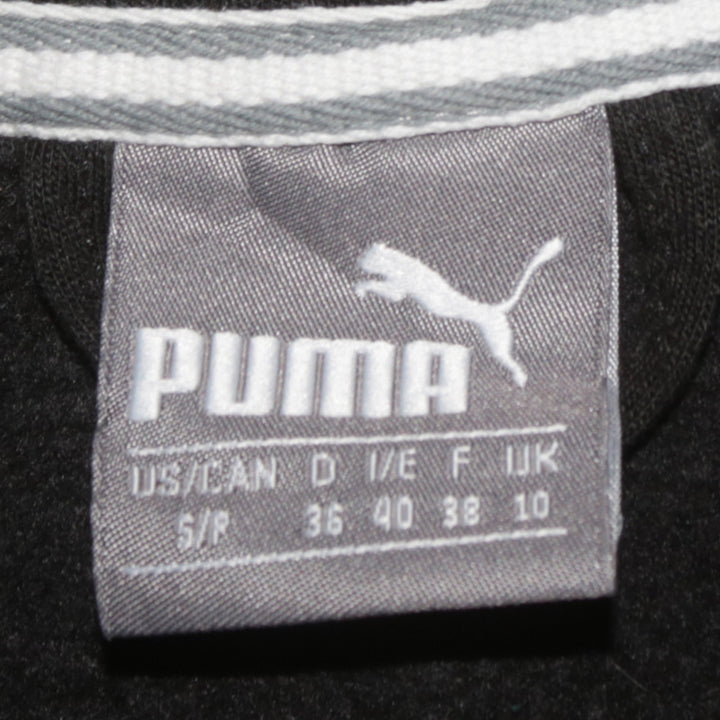 PUMA
US/CAN D I/E F UK
S/P 36 40 38 10